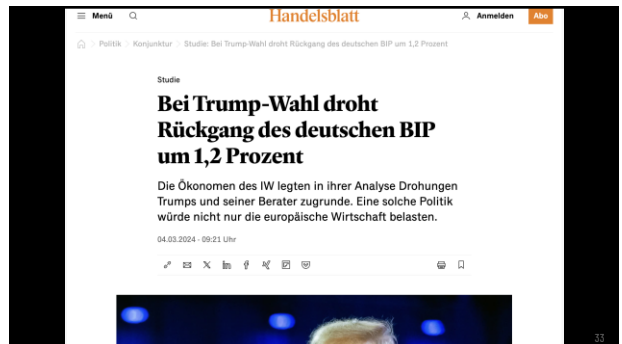 Menü
Handelsblatt
Anmelden
Abo
Politik > Konjunktur > Studie: Bei Trump-Wahl droht Rückgang des deutschen BIP um 1,2 Prozent
Studie
Bei Trump-Wahl droht
Rückgang des deutschen BIP
um 1,2 Prozent
Die Ökonomen des IW legten in ihrer Analyse Drohungen
Trumps und seiner Berater zugrunde. Eine solche Politik
würde nicht nur die europäische Wirtschaft belasten.
04.03.2024 - 09:21 Uhr
33